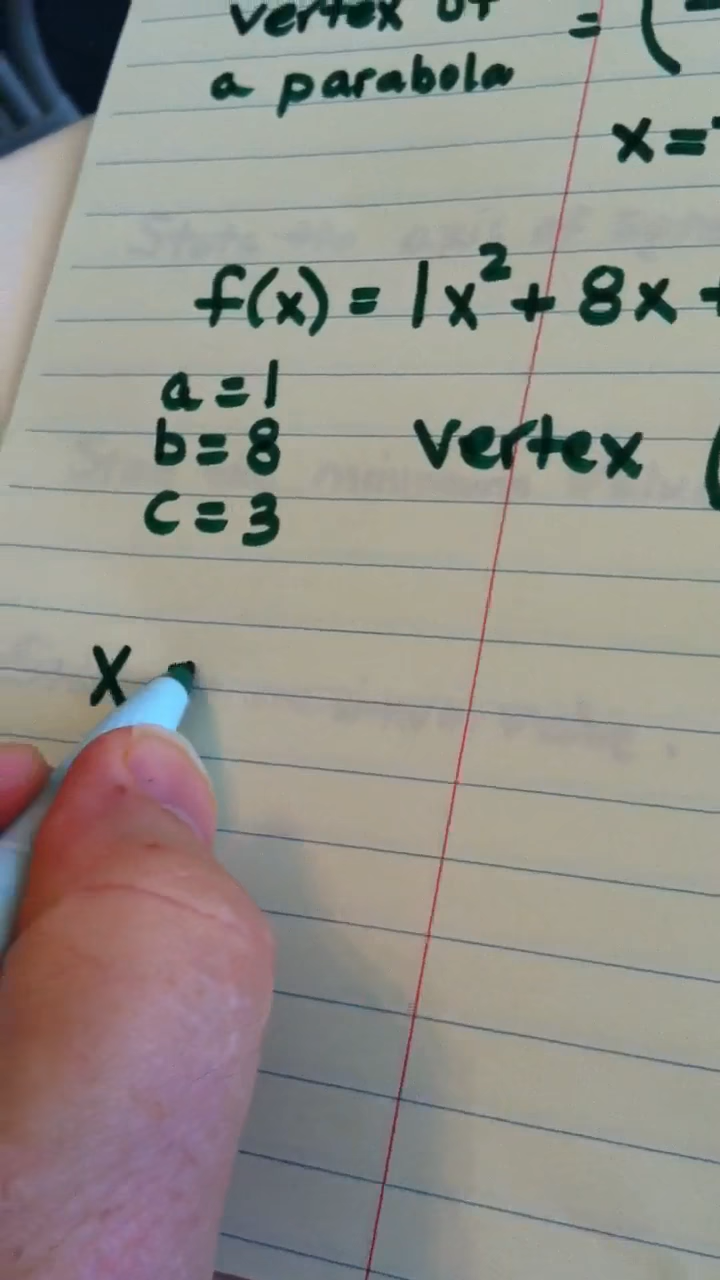 vertex of = (
a parabola
x =
f(x) = 1x² + 8x +
a = 1
b = 8
vertex (
c = 3
x